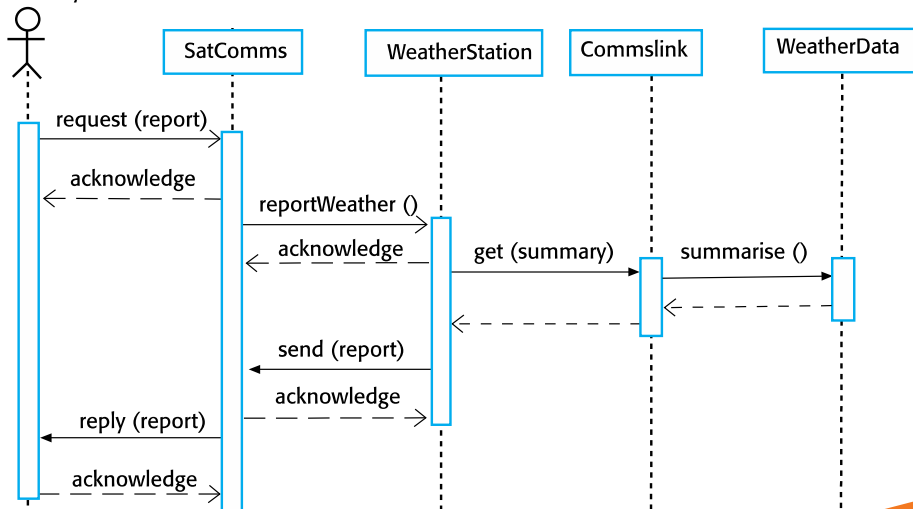 SatComms
WeatherStation
Commslink
WeatherData
request (report)
acknowledge
reportWeather ()
acknowledge
get (summary)
summarise ()
send (report)
acknowledge
reply (report)
acknowledge